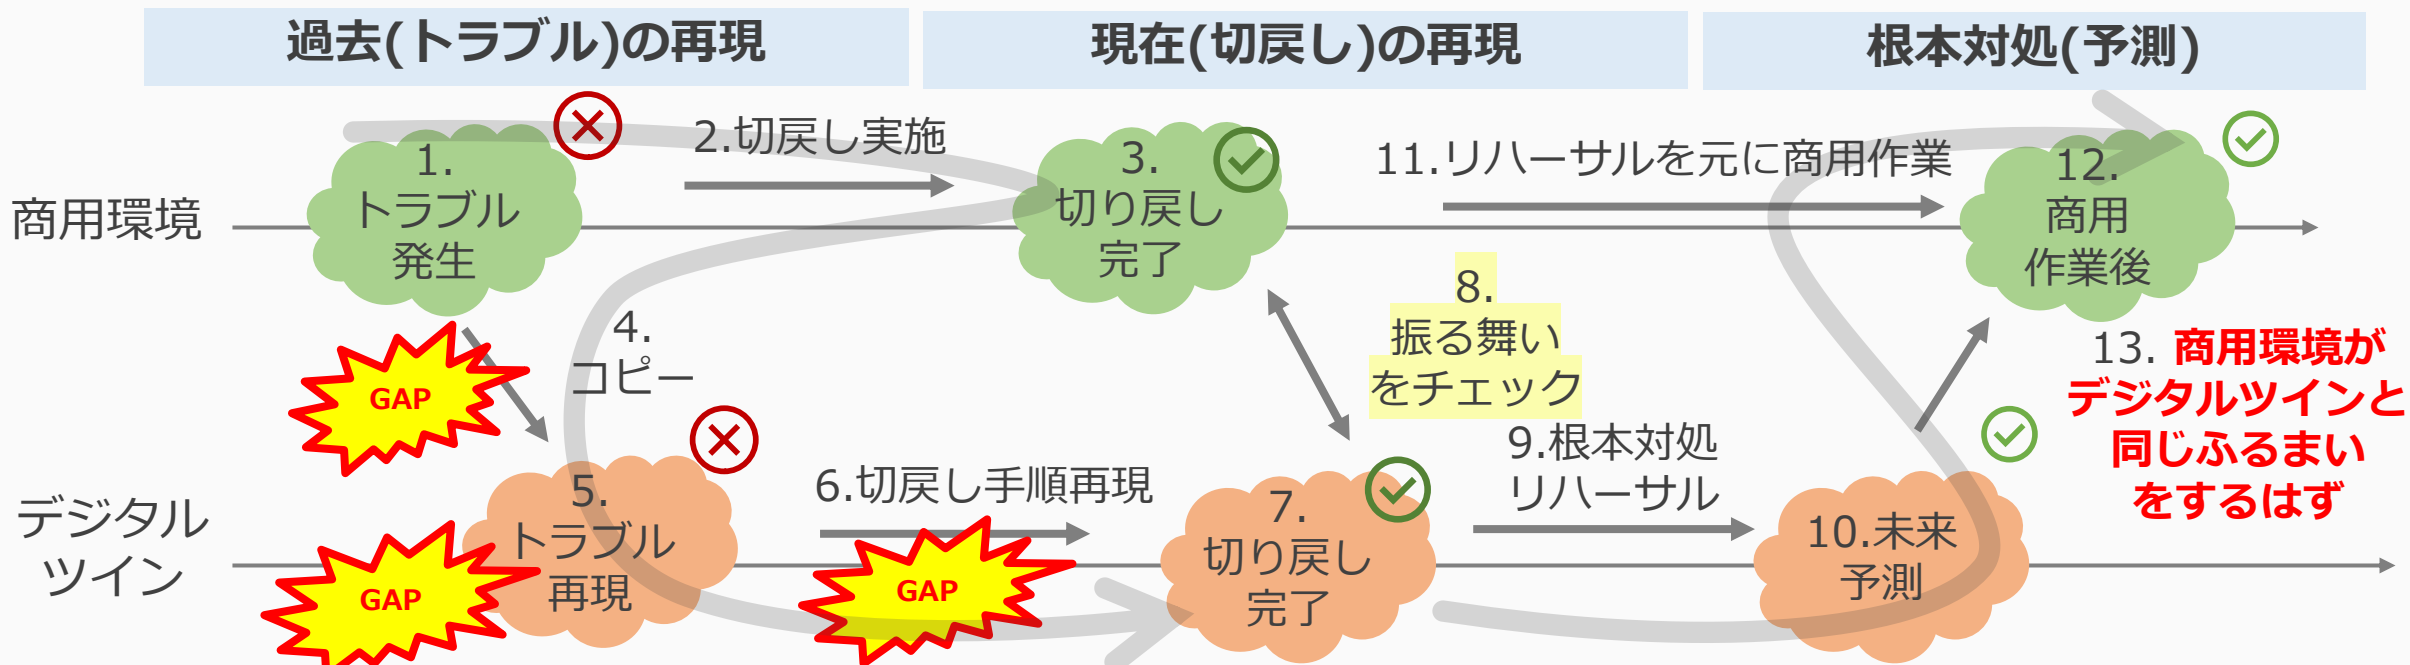 過去(トラブル)の再現
現在(切戻し)の再現
根本対処(予測)
商用環境
1.
トラブル
発生
2.切戻し実施
3.
切り戻し
完了
11.リハーサルを元に商用作業
12.
商用
作業後
GAP
4.
コピー
8.
振る舞い
をチェック
13. 商用環境が
デジタルツインと
同じふるまい
をするはず
デジタル
ツイン
GAP
5.
トラブル
再現
6.切戻し手順再現
GAP
7.
切り戻し
完了
9.根本対処
リハーサル
10.未来
予測